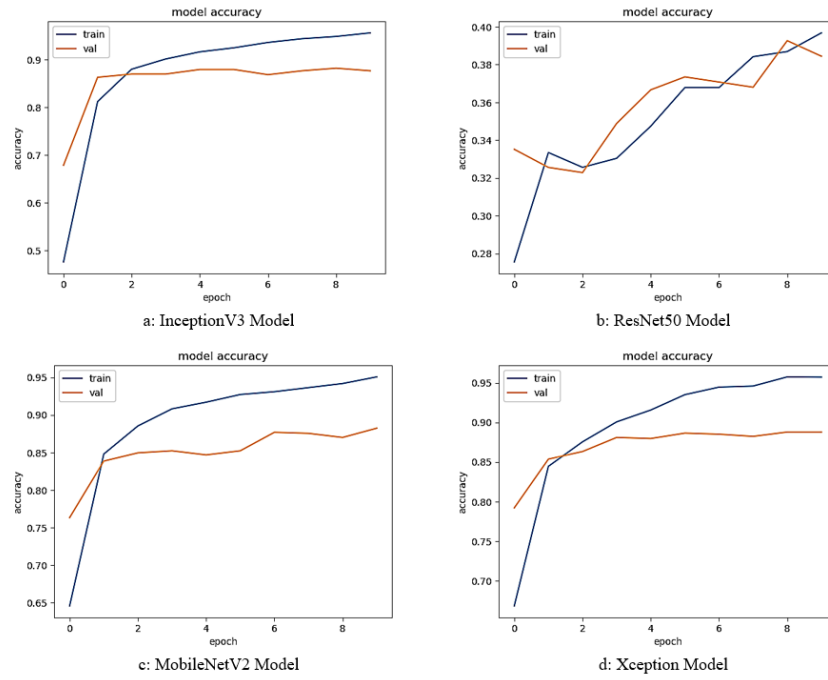 model accuracy
train
val
0.9
0.8
0.7
0.6
0.5
accuracy
0 2 4 6 8
epoch
a: InceptionV3 Model
model accuracy
train
val
0.40
0.38
0.36
0.34
0.32
0.30
0.28
accuracy
0 2 4 6 8
epoch
b: ResNet50 Model
model accuracy
train
val
0.95
0.90
0.85
0.80
0.75
0.70
0.65
accuracy
0 2 4 6 8
epoch
c: MobileNetV2 Model
model accuracy
train
val
0.95
0.90
0.85
0.80
0.75
0.70
accuracy
0 2 4 6 8
epoch
d: Xception Model